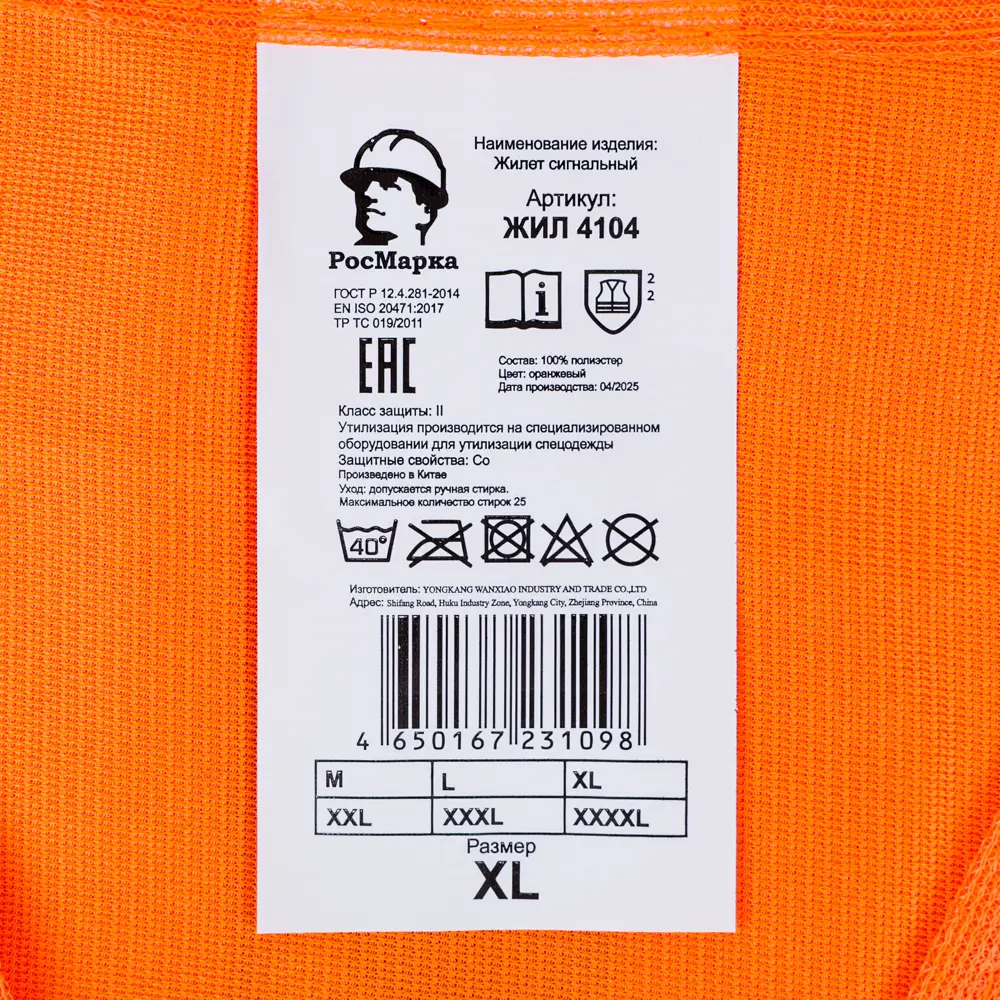 РосМарка
Наименование изделия:
Жилет сигнальный
Артикул:
ЖИЛ 4104
ГОСТ Р 12.4.281-2014
EN ISO 20471:2017
ТР ТС 019/2011
ЕАС
i
2
2
Состав: 100% полиэстер
Цвет: оранжевый
Дата производства: 04/2025
Класс защиты: II
Утилизация производится на специализированном
оборудовании для утилизации спецодежды
Защитные свойства: Со
Произведено в Китае
Уход: допускается ручная стирка.
Максимальное количество стирок 25
40°
Изготовитель: YONGKANG WANXIAO INDUSTRY AND TRADE CO.,LTD
Адрес: Shifang Road, Huku Industry Zone, Yongkang City, Zhejiang Province, China
4 650167 231098
M L XL
XXL XXXL XXXXL
Размер
XL